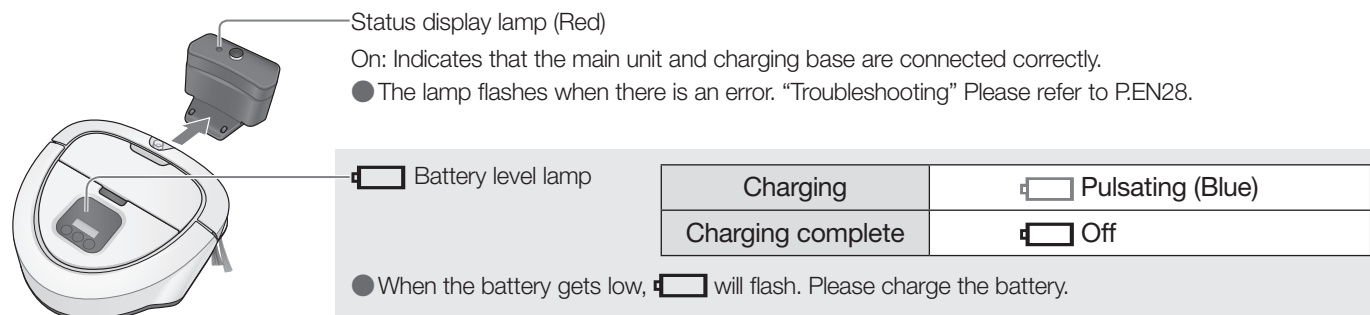 Status display lamp (Red)
On: Indicates that the main unit and charging base are connected correctly.
●The lamp flashes when there is an error. “Troubleshooting” Please refer to P.EN28.
Battery level lamp
Charging Pulsating (Blue)
Charging complete Off
●When the battery gets low, will flash. Please charge the battery.